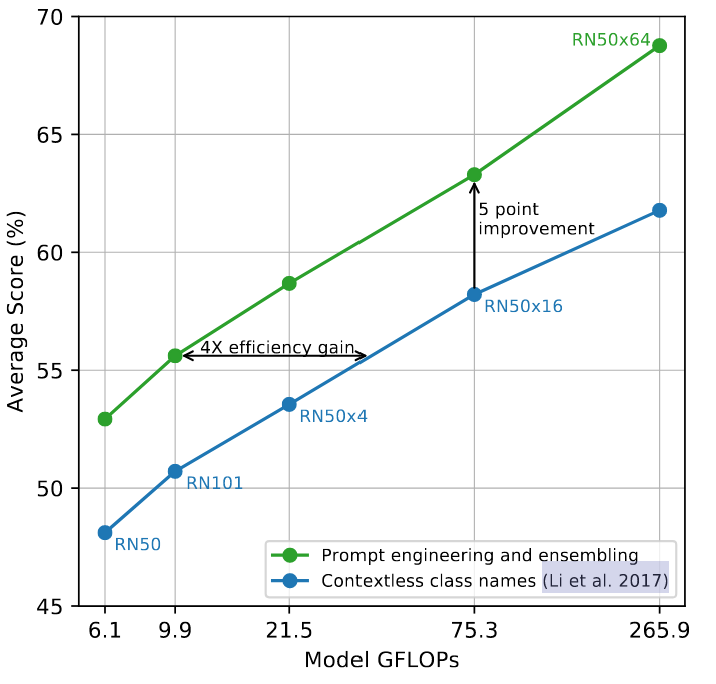 70
RN50x64
65
5 point
improvement
60
RN50x16
4X efficiency gain
55
RN50x4
RN101
50
RN50
Prompt engineering and ensembling
Contextless class names (Li et al. 2017)
45
6.1 9.9 21.5 75.3 265.9
Model GFLOPs
Average Score (%)